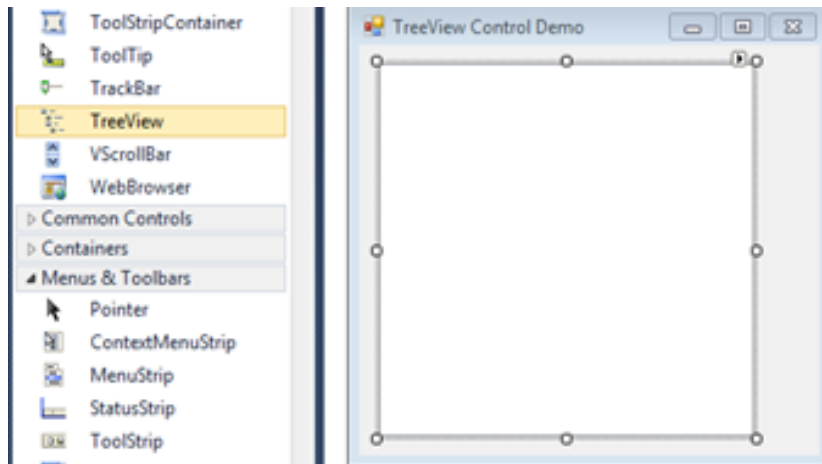 ToolStripContainer
ToolTip
TrackBar
TreeView
VScrollBar
WebBrowser
Common Controls
Containers
Menus & Toolbars
Pointer
ContextMenuStrip
MenuStrip
StatusStrip
ToolStrip
TreeView Control Demo